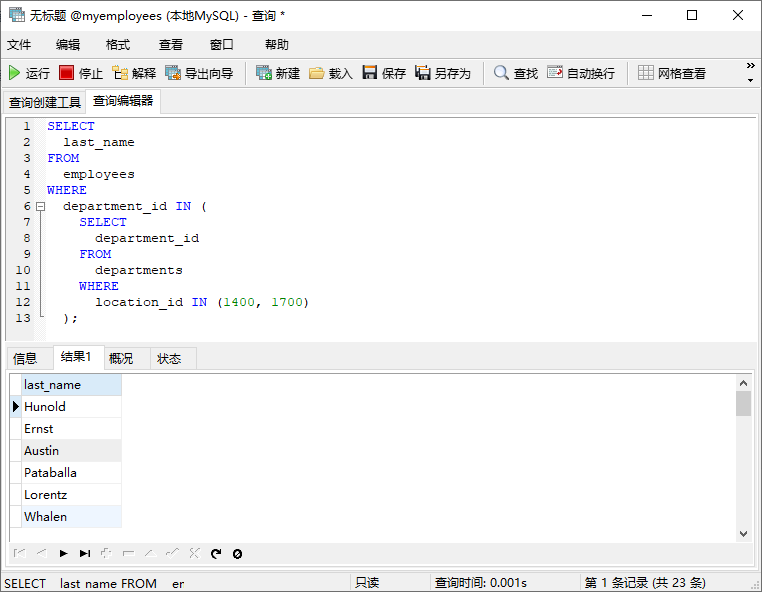 无标题 @myemployees (本地MySQL) - 查询 *
文件 编辑 格式 查看 窗口 帮助
运行 停止 解释 导出向导 新建 载入 保存 另存为 查找 自动换行 网格查看 »
查询创建工具 查询编辑器
1 SELECT
2 last_name
3 FROM
4 employees
5 WHERE
6 department_id IN (
7 SELECT
8 department_id
9 FROM
10 departments
11 WHERE
12 location_id IN (1400, 1700)
13 );
信息 结果1 概况 状态
last_name
Hunold
Ernst
Austin
Pataballa
Lorentz
Whalen
SELECT last_name FROM er 只读 查询时间: 0.001s 第 1 条记录 (共 23 条)